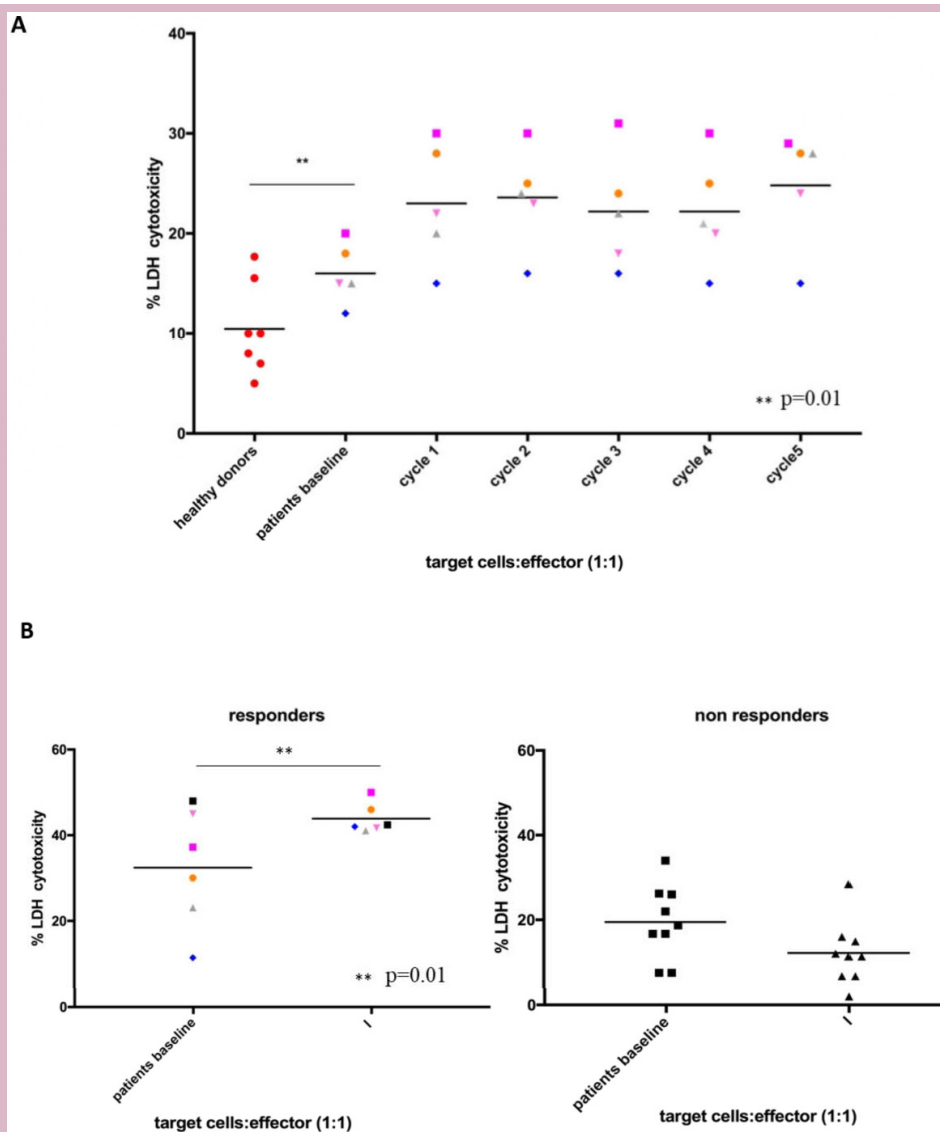 A
% LDH cytotoxicity
40
30
20
10
0
**
** p=0.01
healthy donors
patients baseline
cycle 1
cycle 2
cycle 3
cycle 4
cycle5
target cells:effector (1:1)
B
responders
% LDH cytotoxicity
60
40
20
0
**
** p=0.01
patients baseline
I
target cells:effector (1:1)
non responders
% LDH cytotoxicity
60
40
20
0
patients baseline
I
target cells:effector (1:1)